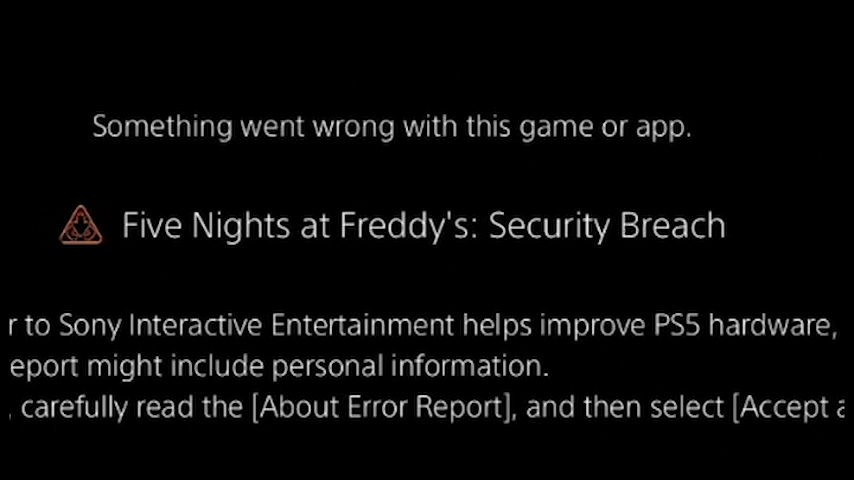 Something went wrong with this game or app.
Five Nights at Freddy's: Security Breach
r to Sony Interactive Entertainment helps improve PS5 hardware,
eport might include personal information.
, carefully read the [About Error Report], and then select [Accept a